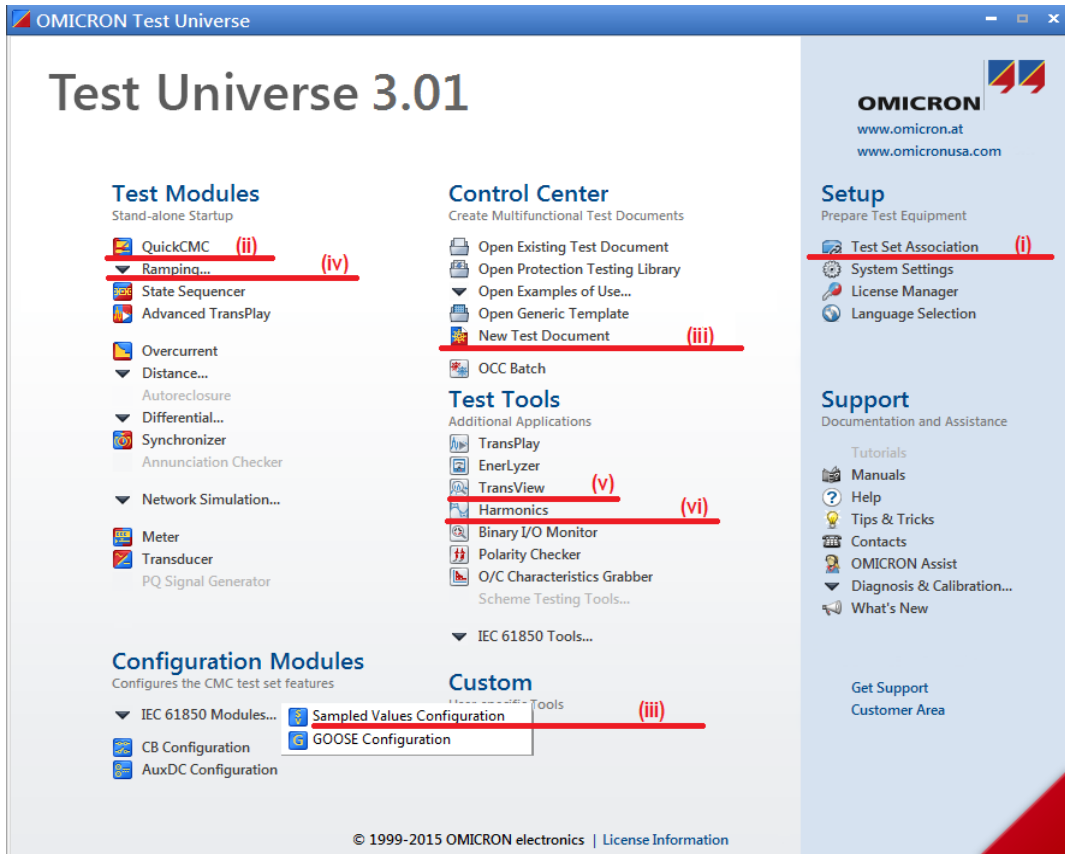 OMICRON Test Universe
Test Universe 3.01
OMICRON
www.omicron.at
www.omicronusa.com
Test Modules
Stand-alone Startup
QuickCMC (ii)
Ramping... (iv)
State Sequencer
Advanced TransPlay
Overcurrent
Distance...
Autoreclosure
Differential...
Synchronizer
Annunciation Checker
Network Simulation...
Meter
Transducer
PQ Signal Generator
Control Center
Create Multifunctional Test Documents
Open Existing Test Document
Open Protection Testing Library
Open Examples of Use...
Open Generic Template
New Test Document (iii)
OCC Batch
Test Tools
Additional Applications
TransPlay
EnerLyzer
TransView (v)
Harmonics (vi)
Binary I/O Monitor
Polarity Checker
O/C Characteristics Grabber
Scheme Testing Tools...
IEC 61850 Tools...
Setup
Prepare Test Equipment
Test Set Association (i)
System Settings
License Manager
Language Selection
Support
Documentation and Assistance
Tutorials
Manuals
Help
Tips & Tricks
Contacts
OMICRON Assist
Diagnosis & Calibration...
What's New
Get Support
Customer Area
Configuration Modules
Configures the CMC test set features
IEC 61850 Modules...
CB Configuration
AuxDC Configuration
Custom
User-specific Tools
Sampled Values Configuration (iii)
GOOSE Configuration
© 1999-2015 OMICRON electronics | License Information